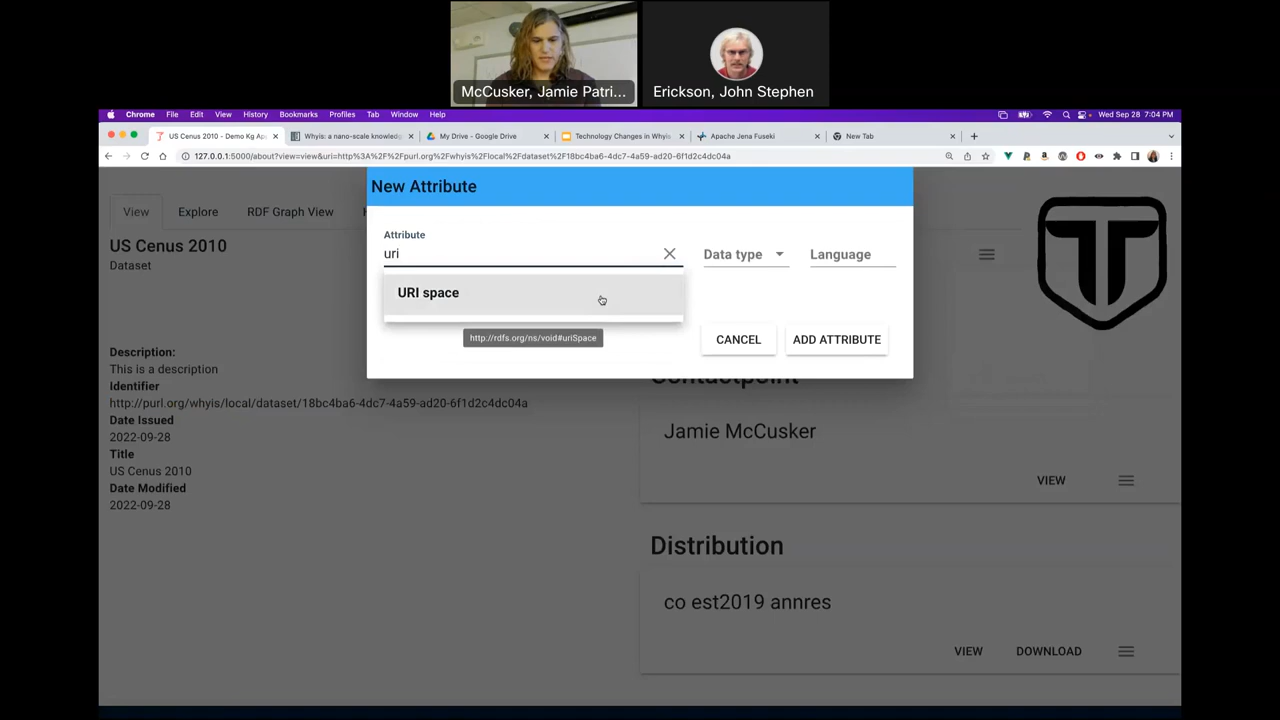 McCusker, Jamie Patri...
Erickson, John Stephen
Chrome File Edit View History Bookmarks Profiles Tab Window Help
Wed Sep 28 7:04 PM
US Cenus 2010 - Demo Kg Ap
Whyis: a nano-scale knowledg
My Drive - Google Drive
Technology Changes in Whyis
Apache Jena Fuseki
New Tab
127.0.0.1:5000/about?view=view&uri=http%3A%2F%2Fpurl.org%2Fwhyis%2Flocal%2Fdataset%2F18bc4ba6-4dc7-4a59-ad20-6f1d2c4dc04a
New Attribute
View Explore RDF Graph View
Attribute
uri
Data type
Language
URI space
http://rdfs.org/ns/void#uriSpace
CANCEL
ADD ATTRIBUTE
US Cenus 2010
Dataset
Description:
This is a description
Identifier
http://purl.org/whyis/local/dataset/18bc4ba6-4dc7-4a59-ad20-6f1d2c4dc04a
Date Issued
2022-09-28
Title
US Cenus 2010
Date Modified
2022-09-28
Contactpoint
Jamie McCusker
VIEW
Distribution
co est2019 annres
VIEW
DOWNLOAD